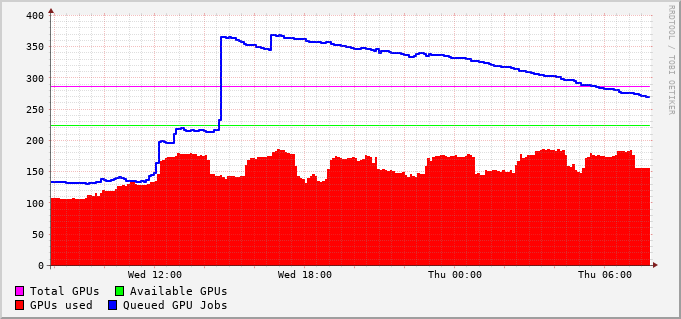 400
350
300
250
200
150
100
50
0
Wed 12:00 Wed 18:00 Thu 00:00 Thu 06:00
Total GPUs Available GPUs
GPUs used Queued GPU Jobs
RRDTOOL / TOBI OETIKER